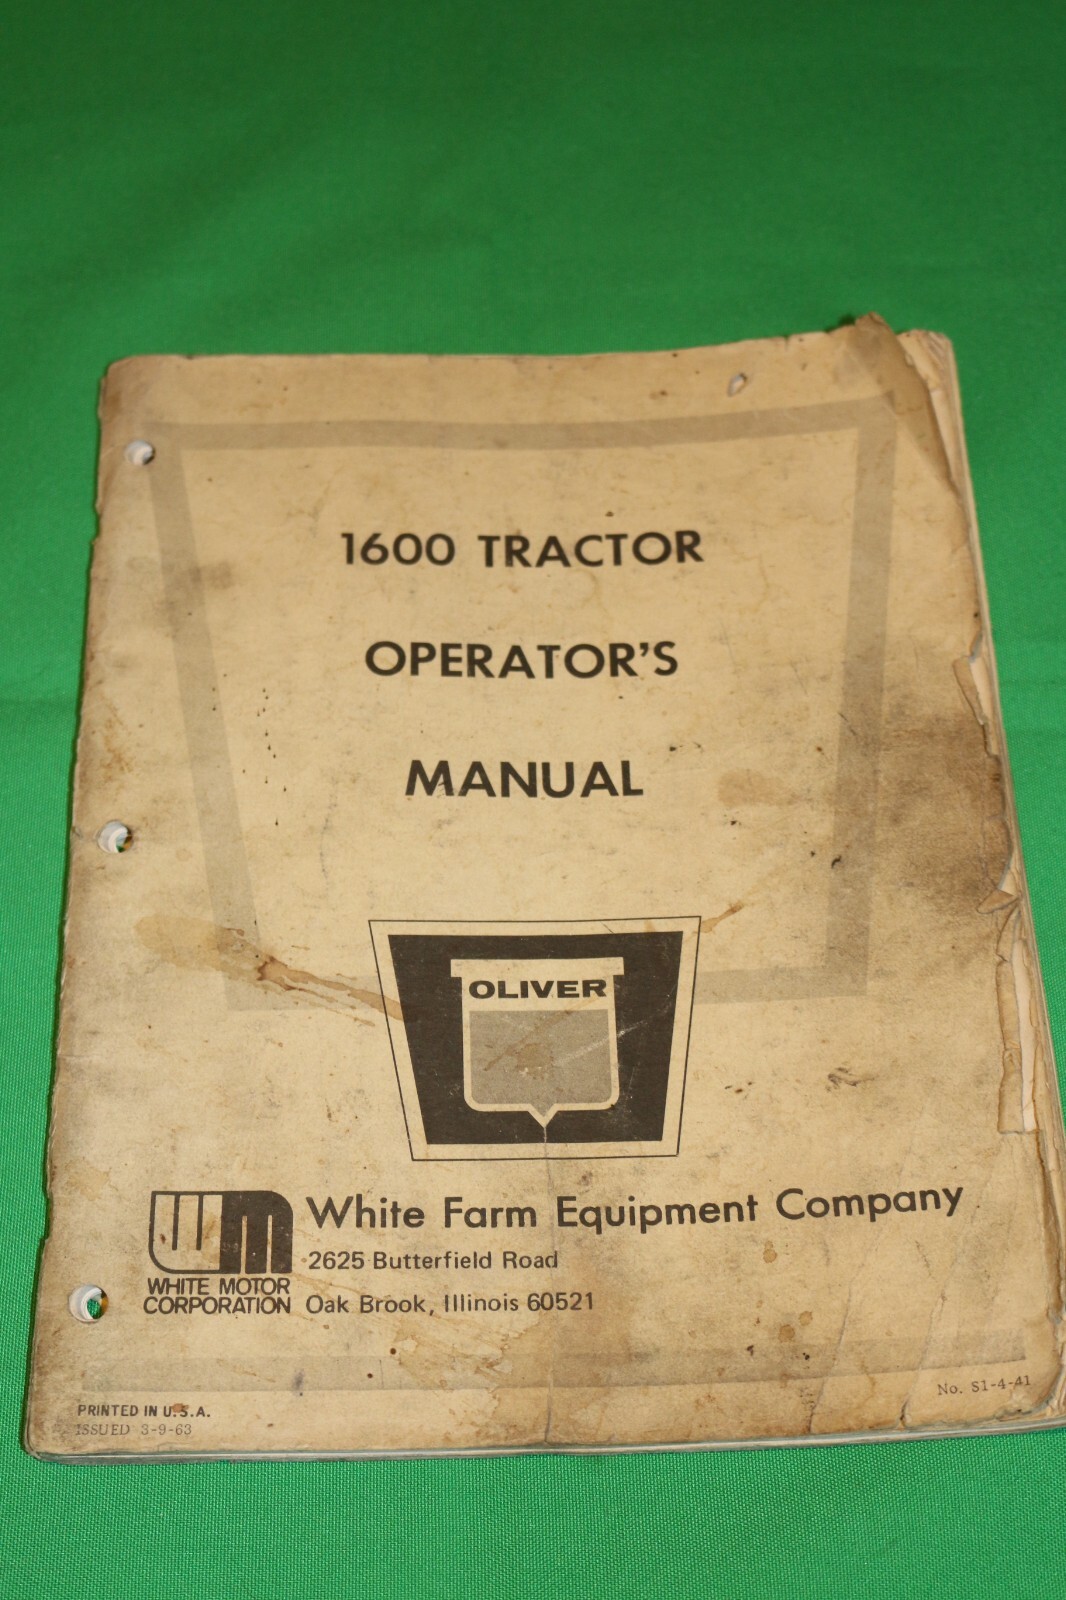 1600 TRACTOR
OPERATOR'S
MANUAL
OLIVER
White Farm Equipment Company
2625 Butterfield Road
Oak Brook, Illinois 60521
WHITE MOTOR
CORPORATION
PRINTED IN U.S.A.
ISSUED 3-9-63
No. S1-4-41